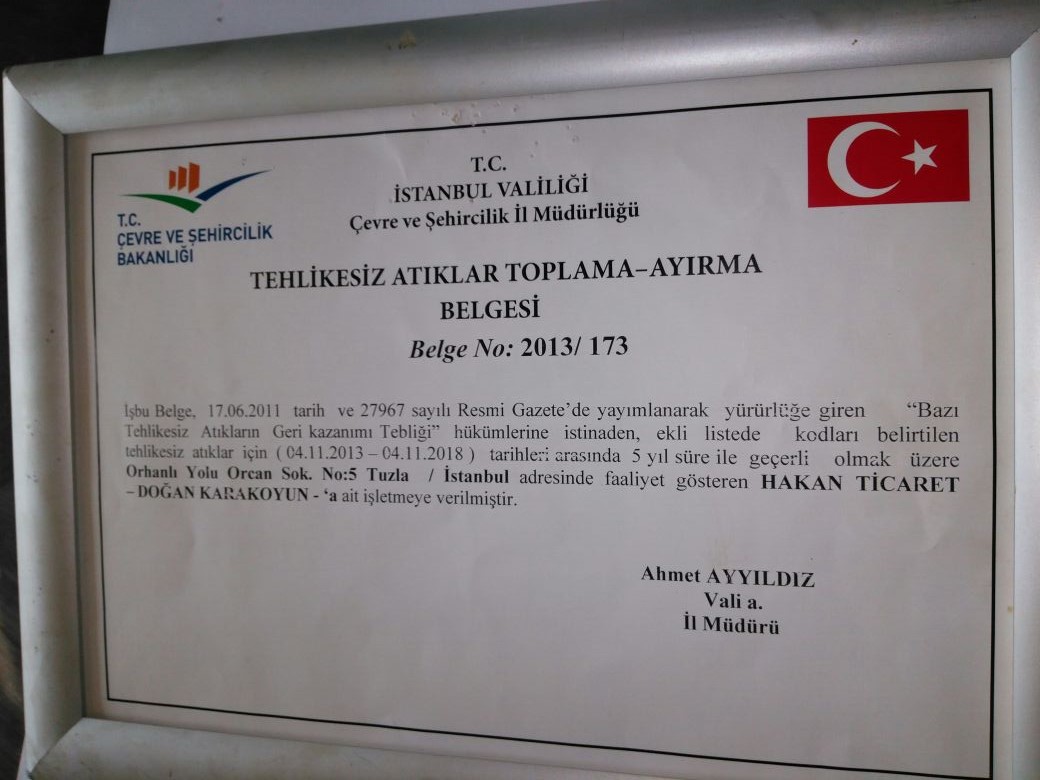 T.C.
ÇEVRE VE ŞEHİRCİLİK
BAKANLIĞI
T.C.
İSTANBUL VALİLİĞİ
Çevre ve Şehircilik İl Müdürlüğü
TEHLİKESİZ ATIKLAR TOPLAMA-AYIRMA
BELGESİ
Belge No: 2013/ 173
İşbu Belge, 17.06.2011 tarih ve 27967 sayılı Resmi Gazete'de yayımlanarak yürürlüğe giren "Bazı
Tehlikesiz Atıkların Geri kazanımı Tebliği" hükümlerine istinaden, ekli listede kodları belirtilen
tehlikesiz atıklar için ( 04.11.2013 – 04.11.2018 ) tarihleri arasında 5 yıl süre ile geçerli olmak üzere
Orhanlı Yolu Orcan Sok. No:5 Tuzla / İstanbul adresinde faaliyet gösteren HAKAN TİCARET
– DOĞAN KARAKOYUN - 'a ait işletmeye verilmiştir.
Ahmet AYYILDIZ
Vali a.
İl Müdürü